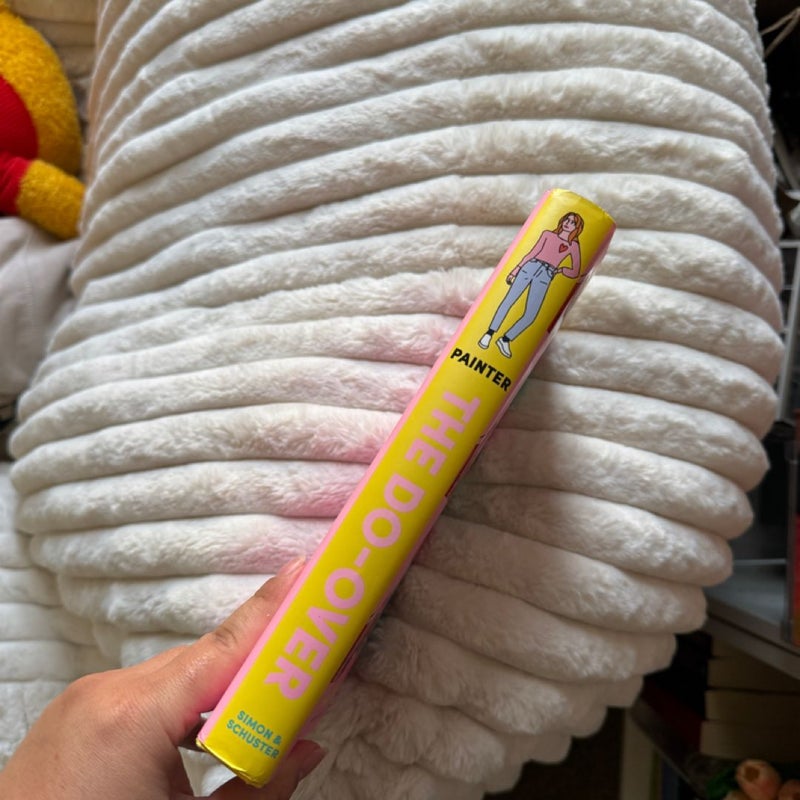 PAINTER
THE DO-OVER
SIMON &
SCHUSTER